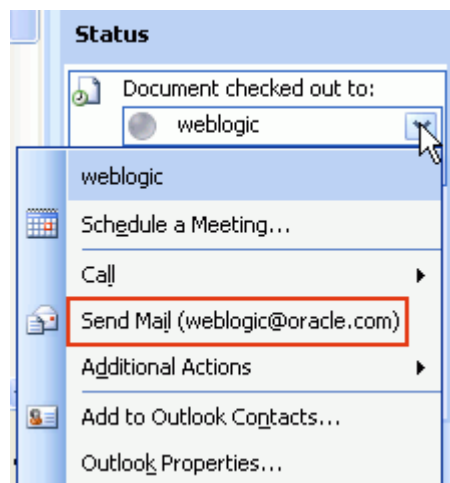 Status
Document checked out to:
weblogic
weblogic
Schedule a Meeting...
Call
Send Mail (weblogic@oracle.com)
Additional Actions
Add to Outlook Contacts...
Outlook Properties...